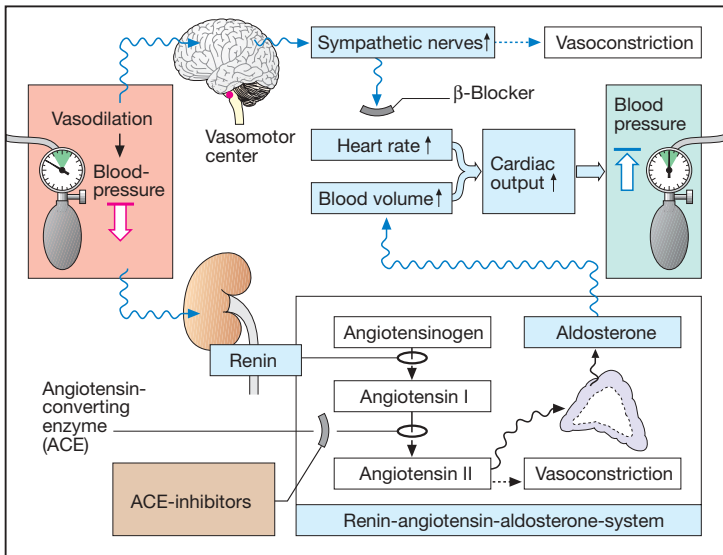 Sympathetic nerves↑
Vasoconstriction
Vasomotor
center
β-Blocker
Vasodilation
Blood-
pressure
Blood
pressure
Heart rate↑
Blood volume↑
Cardiac
output↑
Renin
Angiotensinogen
Aldosterone
Angiotensin I
Angiotensin-
converting
enzyme
(ACE)
ACE-inhibitors
Angiotensin II
Vasoconstriction
Renin-angiotensin-aldosterone-system